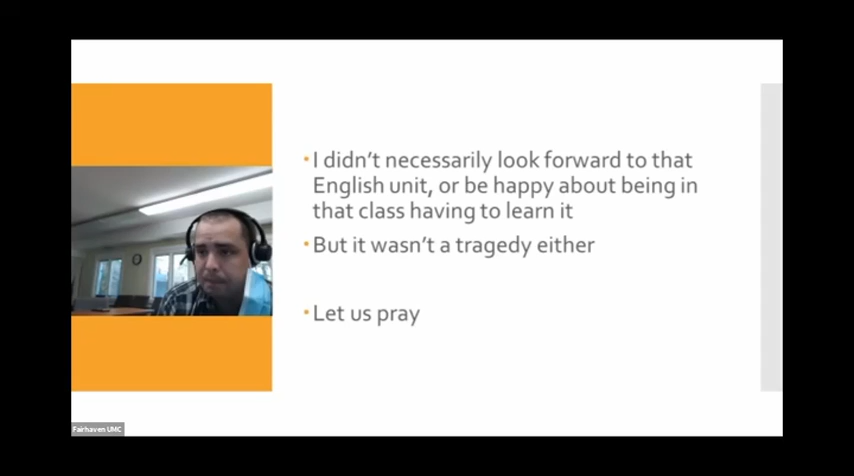 • I didn't necessarily look forward to that
English unit, or be happy about being in
that class having to learn it
• But it wasn't a tragedy either
• Let us pray
Fairhaven UMC